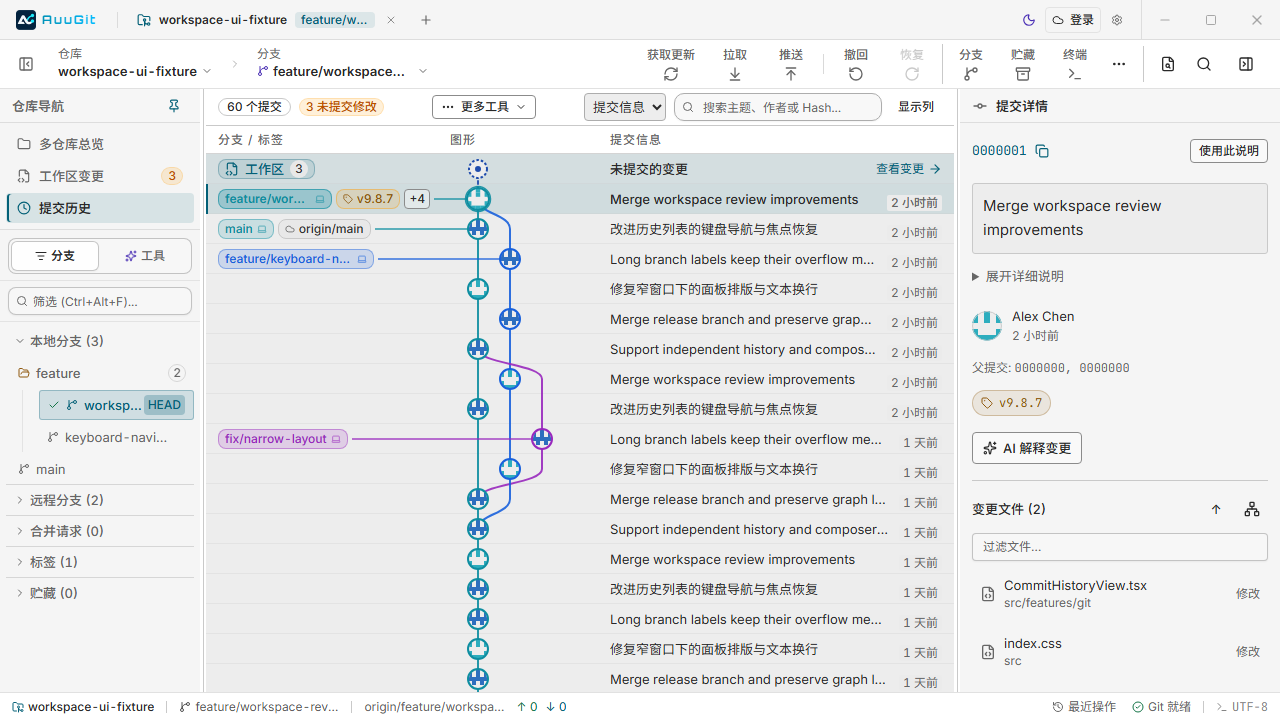 RuuGit
workspace-ui-fixture feature/w...
登录
仓库
workspace-ui-fixture
分支
feature/workspace...
获取更新 拉取 推送 撤回 恢复 分支 贮藏 终端
仓库导航
多仓库总览
工作区变更 3
提交历史
分支 工具
筛选 (Ctrl+Alt+F)...
本地分支 (3)
feature 2
worksp... HEAD
keyboard-navi...
main
远程分支 (2)
合并请求 (0)
标签 (1)
贮藏 (0)
60 个提交 3 未提交修改 更多工具 提交信息 搜索主题、作者或 Hash... 显示列
分支 / 标签 图形 提交信息
工作区 3 未提交的变更 查看变更
feature/wor... v9.8.7 +4 Merge workspace review improvements 2 小时前
main origin/main 改进历史列表的键盘导航与焦点恢复 2 小时前
feature/keyboard-n... Long branch labels keep their overflow m... 2 小时前
修复窄窗口下的面板排版与文本换行 2 小时前
Merge release branch and preserve grap... 2 小时前
Support independent history and compos... 2 小时前
Merge workspace review improvements 2 小时前
改进历史列表的键盘导航与焦点恢复 2 小时前
fix/narrow-layout Long branch labels keep their overflow me... 1 天前
修复窄窗口下的面板排版与文本换行 1 天前
Merge release branch and preserve graph l... 1 天前
Support independent history and composer... 1 天前
Merge workspace review improvements 1 天前
改进历史列表的键盘导航与焦点恢复 1 天前
Long branch labels keep their overflow me... 1 天前
修复窄窗口下的面板排版与文本换行 1 天前
Merge release branch and preserve graph l... 1 天前
提交详情
0000001 使用此说明
Merge workspace review
improvements
展开详细说明
Alex Chen
2 小时前
父提交: 0000000, 0000000
v9.8.7
AI 解释变更
变更文件 (2)
过滤文件...
CommitHistoryView.tsx
src/features/git
修改
index.css
src
修改
workspace-ui-fixture feature/workspace-rev... origin/feature/workspa... 0 0 最近操作 Git 就绪 UTF-8